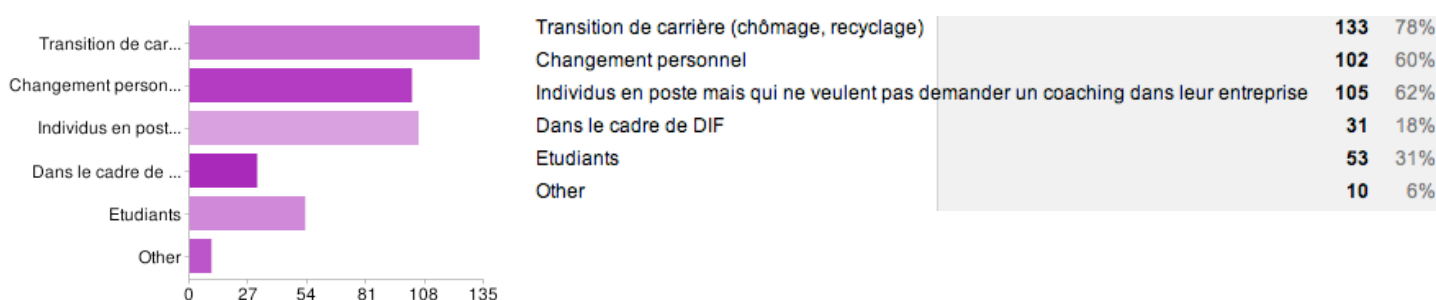 Transition de car...
Changement person...
Individus en post...
Dans le cadre de ...
Etudiants
Other
0 27 54 81 108 135
Transition de carrière (chômage, recyclage) 133 78%
Changement personnel 102 60%
Individus en poste mais qui ne veulent pas demander un coaching dans leur entreprise 105 62%
Dans le cadre de DIF 31 18%
Etudiants 53 31%
Other 10 6%